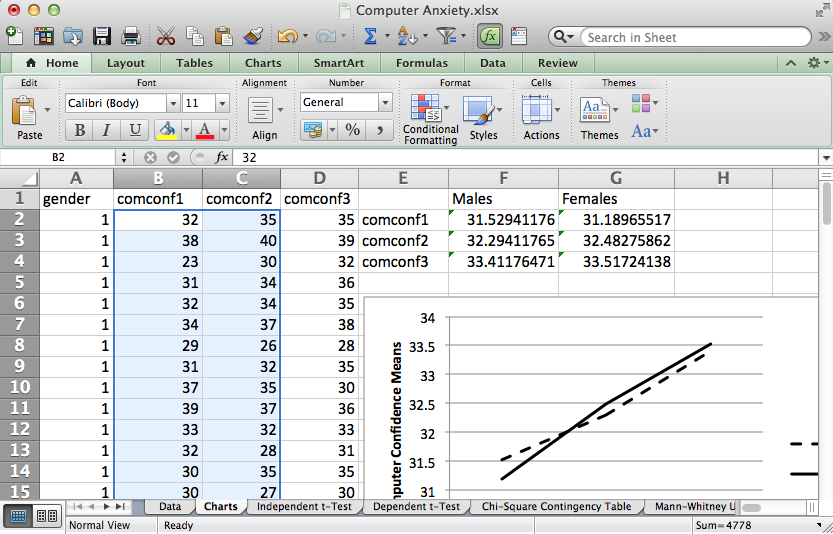 Computer Anxiety.xlsx
Search in Sheet
Home Layout Tables Charts SmartArt Formulas Data Review
Edit Font Alignment Number Format Cells Themes
Calibri (Body) 11 General
B I U A % ,
Paste Align Conditional Formatting Styles Actions Themes Aa
B2 fx 32
A B C D E F G H
1 gender comconf1 comconf2 comconf3 Males Females
2 1 32 35 35 comconf1 31.52941176 31.18965517
3 1 38 40 39 comconf2 32.29411765 32.48275862
4 1 23 30 32 comconf3 33.41176471 33.51724138
5 1 31 34 36
6 1 32 34 35
7 1 34 37 38
8 1 29 26 28
9 1 31 32 35
10 1 37 35 30
11 1 39 37 36
12 1 33 32 33
13 1 32 28 31
14 1 30 35 35
15 1 30 27 30
34
33.5
33
32.5
32
31.5
31
nputer Confidence Means
Data Charts Independent t-Test Dependent t-Test Chi-Square Contingency Table Mann-Whitney U
Normal View Ready Sum=4778